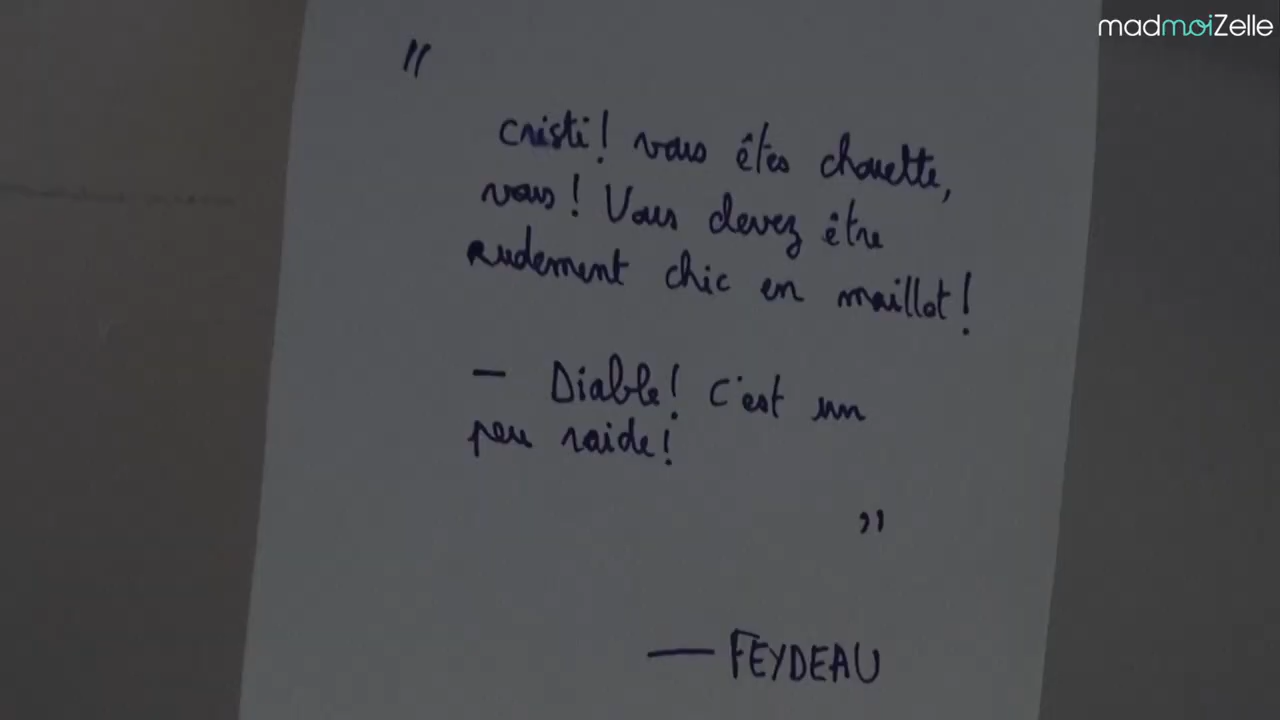 madmoiZelle
"
cristi! vous êtes chouette,
vous! Vous devez être
rudement chic en maillot!
— Diable! C'est un
peu raide!
"
— FEYDEAU